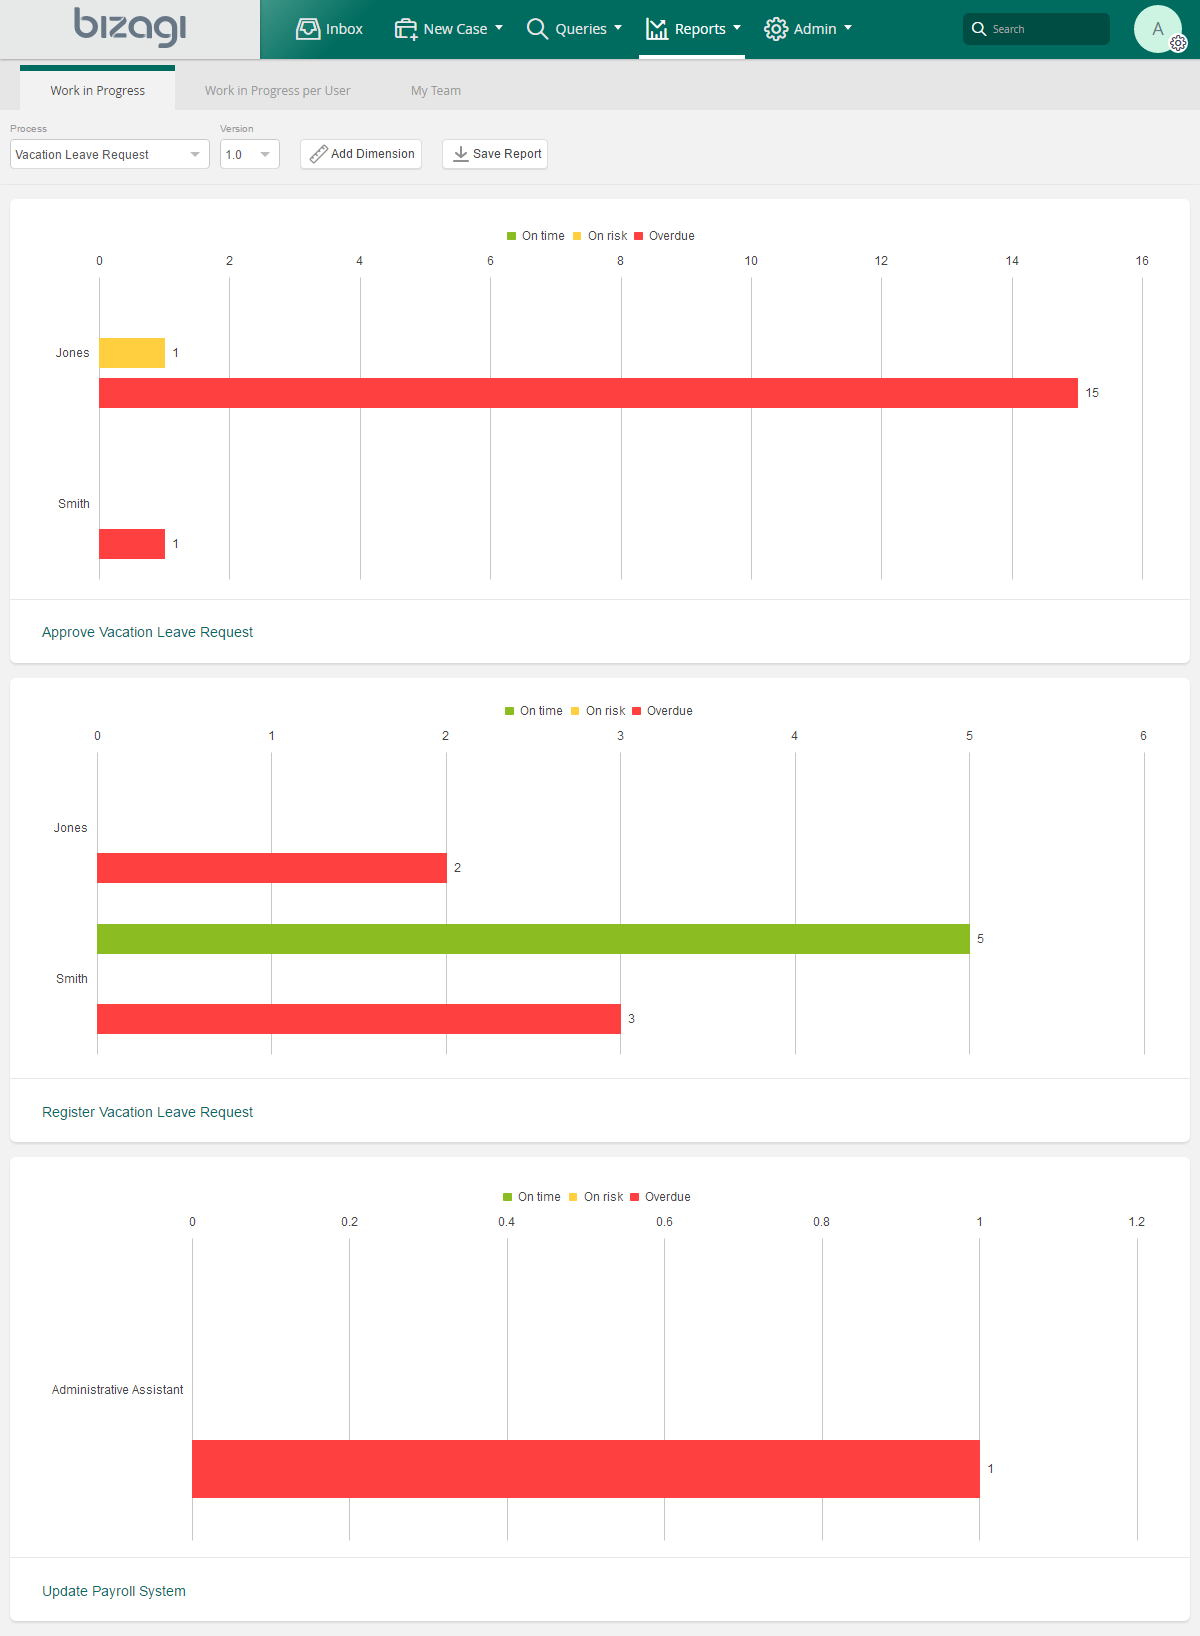 bizagi Inbox New Case Queries Reports Admin Search A
Work in Progress Work in Progress per User My Team
Process Version
Vacation Leave Request 1.0 Add Dimension Save Report
On time On risk Overdue
0 2 4 6 8 10 12 14 16
Jones 1
15
Smith
1
Approve Vacation Leave Request
On time On risk Overdue
0 1 2 3 4 5 6
Jones
2
5
Smith
3
Register Vacation Leave Request
On time On risk Overdue
0 0.2 0.4 0.6 0.8 1 1.2
Administrative Assistant
1
Update Payroll System